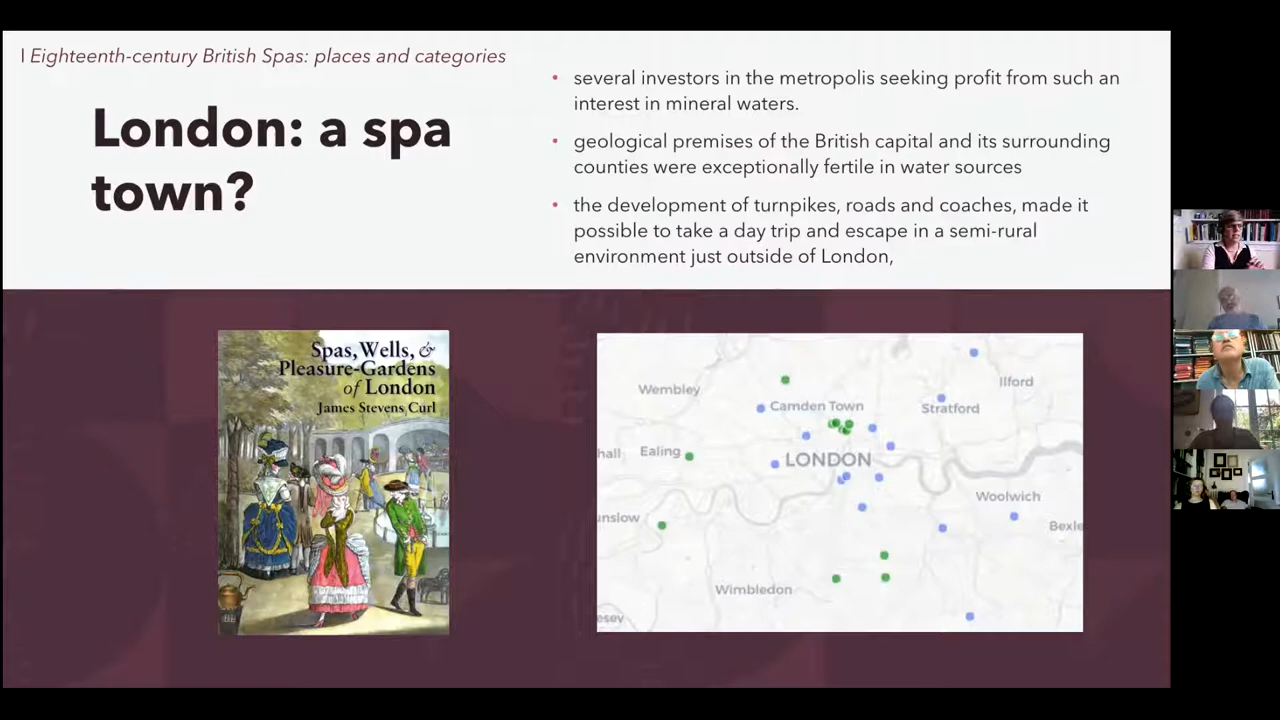 I Eighteenth-century British Spas: places and categories
London: a spa
town?
• several investors in the metropolis seeking profit from such an
interest in mineral waters.
• geological premises of the British capital and its surrounding
counties were exceptionally fertile in water sources
• the development of turnpikes, roads and coaches, made it
possible to take a day trip and escape in a semi-rural
environment just outside of London,
Spas, Wells, &
Pleasure-Gardens
of London
James Stevens Curl
Wembley
Ilford
Camden Town
Stratford
hall
Ealing
LONDON
Woolwich
unslow
Bexle
Wimbledon
esey